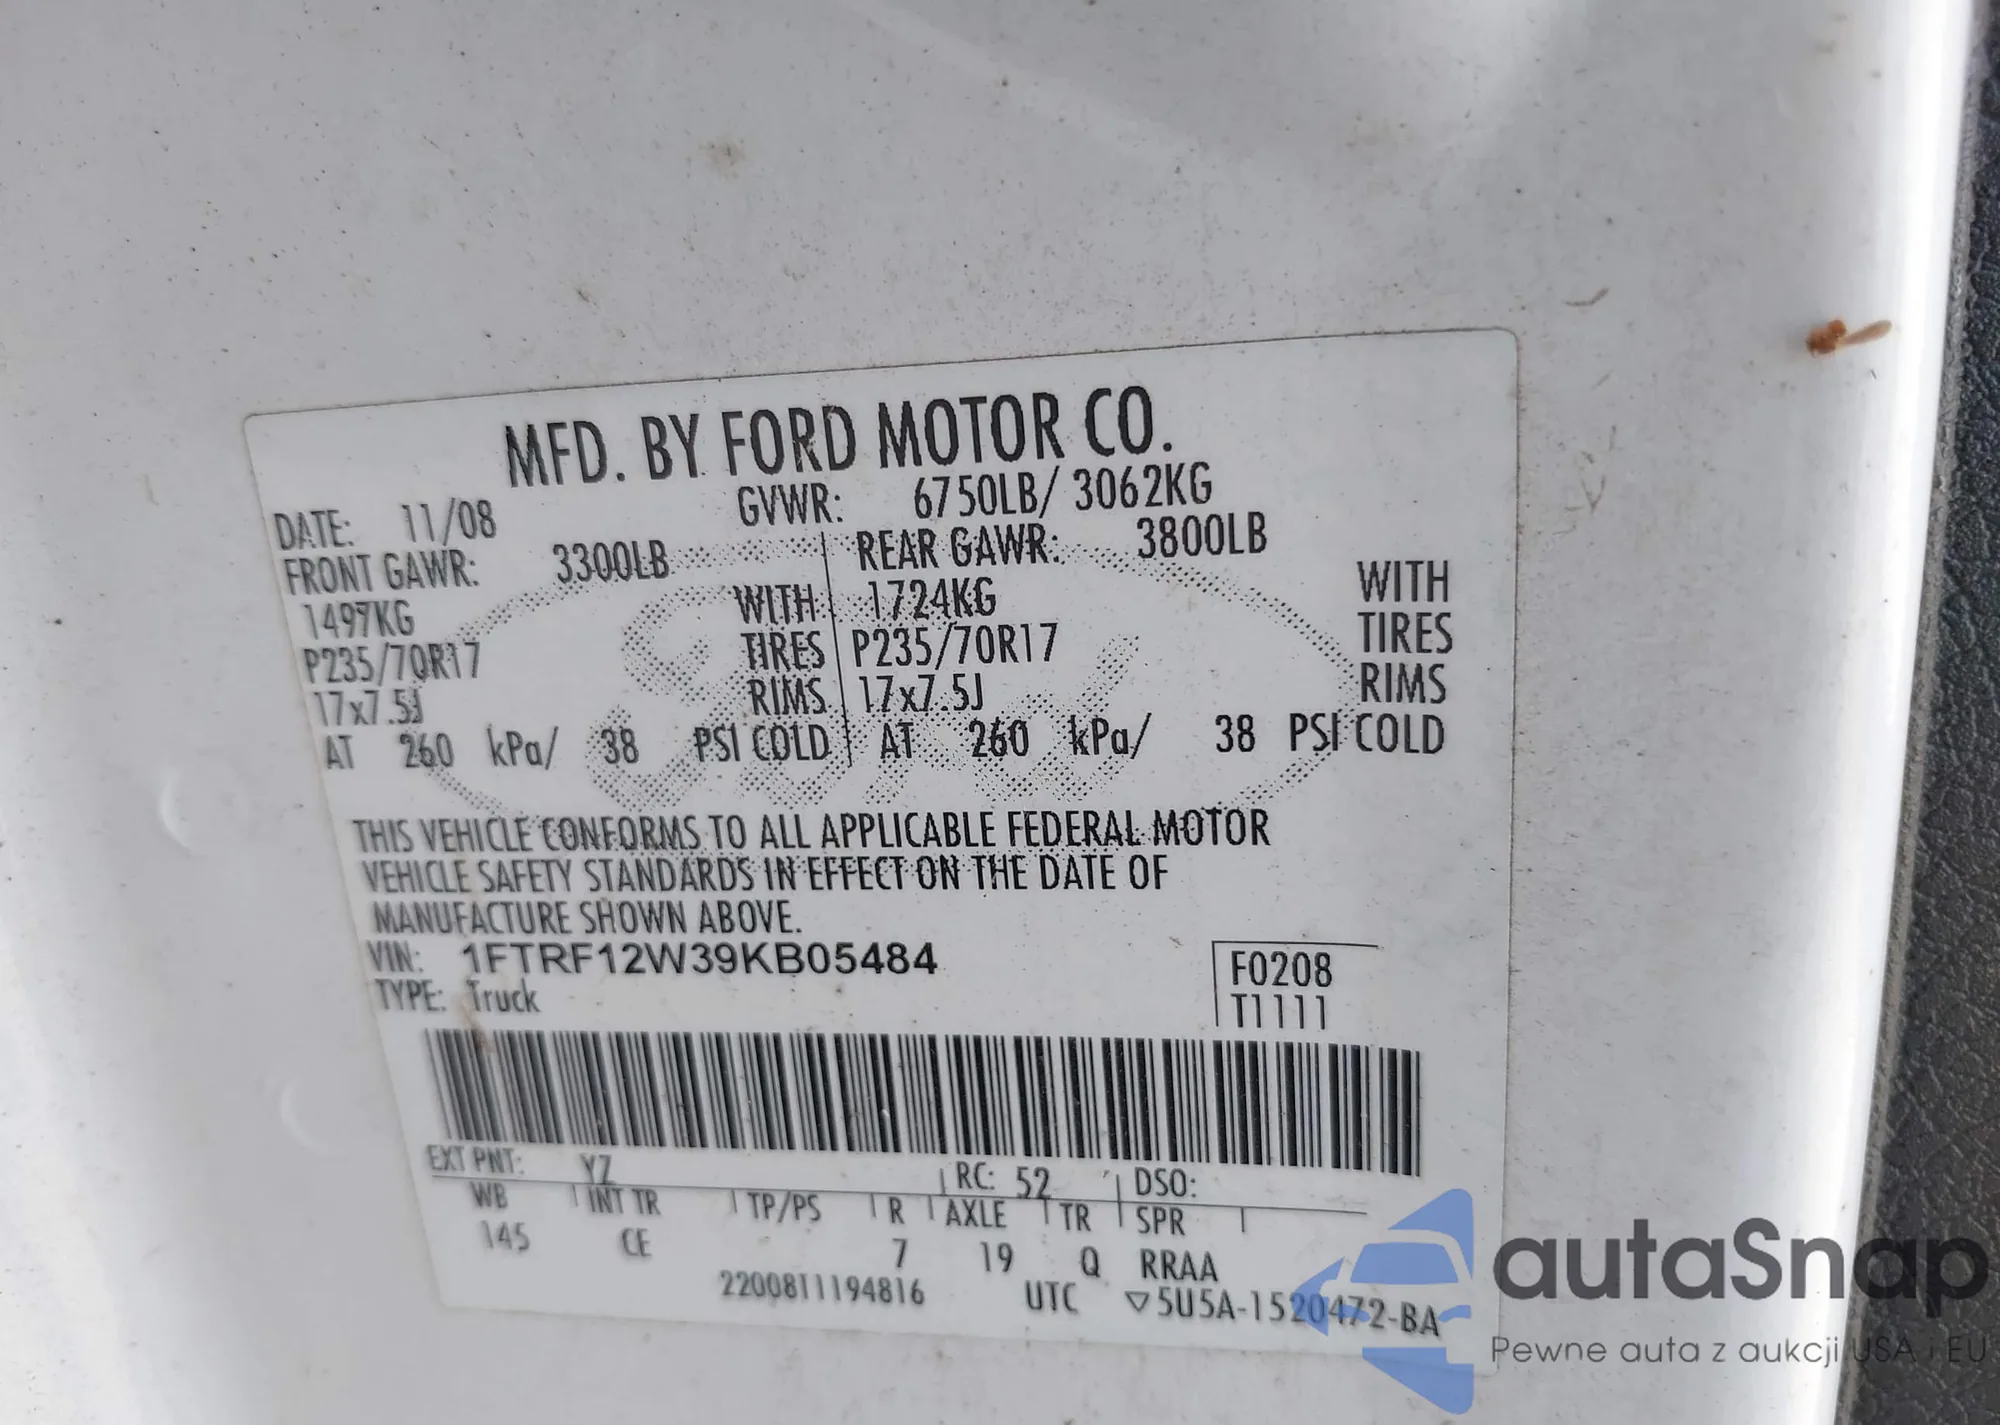 MFD. BY FORD MOTOR CO.
DATE: 11/08 GVWR: 6750LB/ 3062KG
FRONT GAWR: 3300LB REAR GAWR: 3800LB
1497KG WITH 1724KG WITH
P235/70R17 TIRES P235/70R17 TIRES
17x7.5J RIMS 17x7.5J RIMS
AT 260 kPa/ 38 PSI COLD AT 260 kPa/ 38 PSI COLD
THIS VEHICLE CONFORMS TO ALL APPLICABLE FEDERAL MOTOR
VEHICLE SAFETY STANDARDS IN EFFECT ON THE DATE OF
MANUFACTURE SHOWN ABOVE.
VIN: 1FTRF12W39KB05484
TYPE: Truck
F0208
T1111
EXT PNT: YZ RC: 52 DSO:
WB INT TR TP/PS R AXLE TR SPR
145 CE 7 19 Q RRAA
22008111194816 UTC ▽5U5A-1520472-BA
autaSnap
Pewne auta z aukcji USA i EU